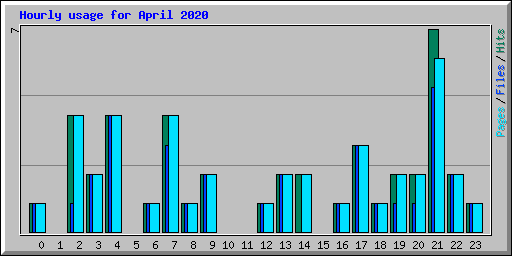 Hourly usage for April 2020
7
Pages/Files/Hits
0 1 2 3 4 5 6 7 8 9 10 11 12 13 14 15 16 17 18 19 20 21 22 23